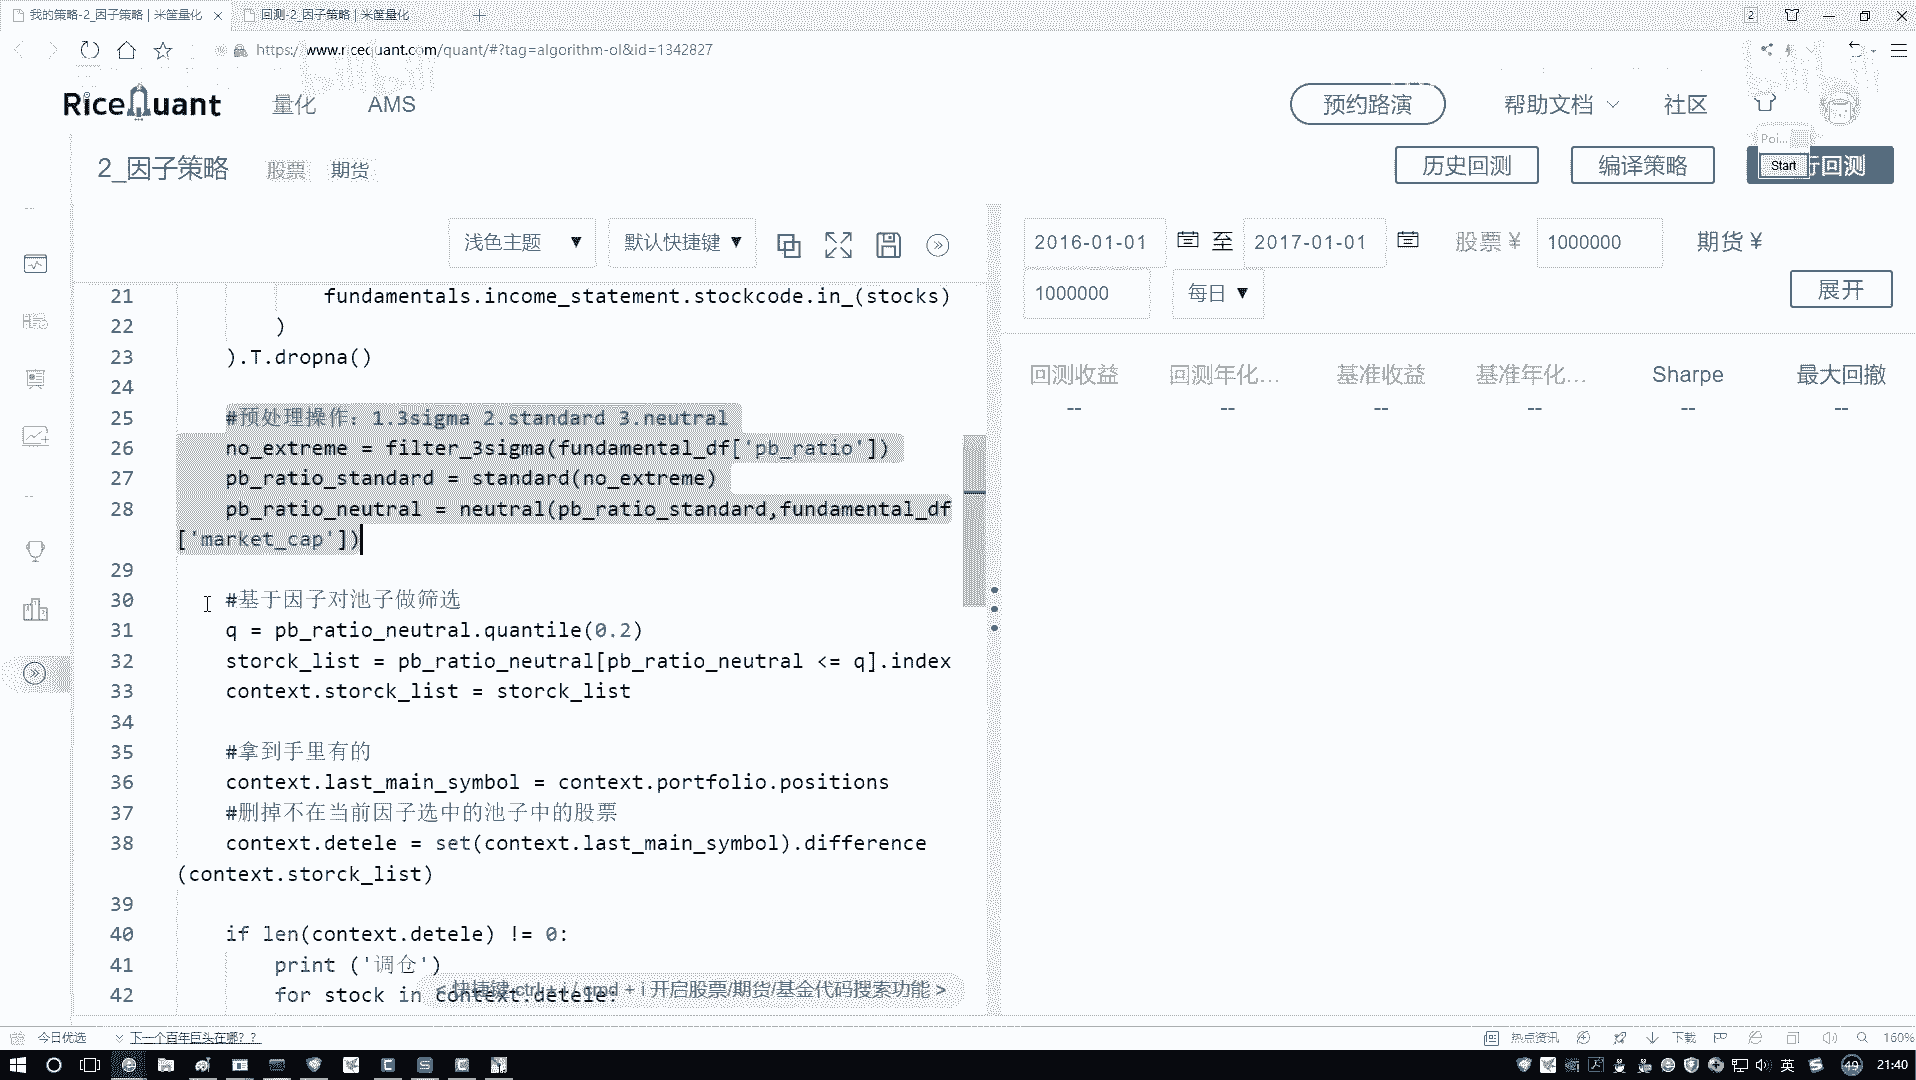 我的策略-2_因子策略 | 米筐量化
回测-2_因子策略 | 米筐量化
2
https://www.ricequant.com/quant/#?tag=algorithm-ol&id=1342827
RiceQuant
量化
AMS
预约路演
帮助文档
社区
Poi...
2_因子策略
股票
期货
历史回测
编译策略
Start
行回测
浅色主题 ▼
默认快捷键 ▼
2016-01-01
至
2017-01-01
股票 ¥
1000000
期货 ¥
1000000
每日 ▼
展开
回测收益
回测年化...
基准收益
基准年化...
Sharpe
最大回撤
-- -- -- -- -- --
21 fundamentals.income_statement.stockcode.in_(stocks)
22 )
23 ).T.dropna()
24
25 #预处理操作：1.3sigma 2.standard 3.neutral
26 no_extreme = filter_3sigma(fundamental_df['pb_ratio'])
27 pb_ratio_standard = standard(no_extreme)
28 pb_ratio_neutral = neutral(pb_ratio_standard,fundamental_df
['market_cap'])
29
30 #基于因子对池子做筛选
31 q = pb_ratio_neutral.quantile(0.2)
32 storck_list = pb_ratio_neutral[pb_ratio_neutral <= q].index
33 context.storck_list = storck_list
34
35 #拿到手里有的
36 context.last_main_symbol = context.portfolio.positions
37 #删掉不在当前因子选中的池子中的股票
38 context.detele = set(context.last_main_symbol).difference
(context.storck_list)
39
40 if len(context.detele) != 0:
41 print ('调仓')
42 for stock in context.detele:
< 快捷键 ctrl + i / cmd + i 开启股票/期货/基金代码搜索功能 >
今日优选
下一个百年巨头在哪？？
热点资讯
下载
160%
英
49
21:40